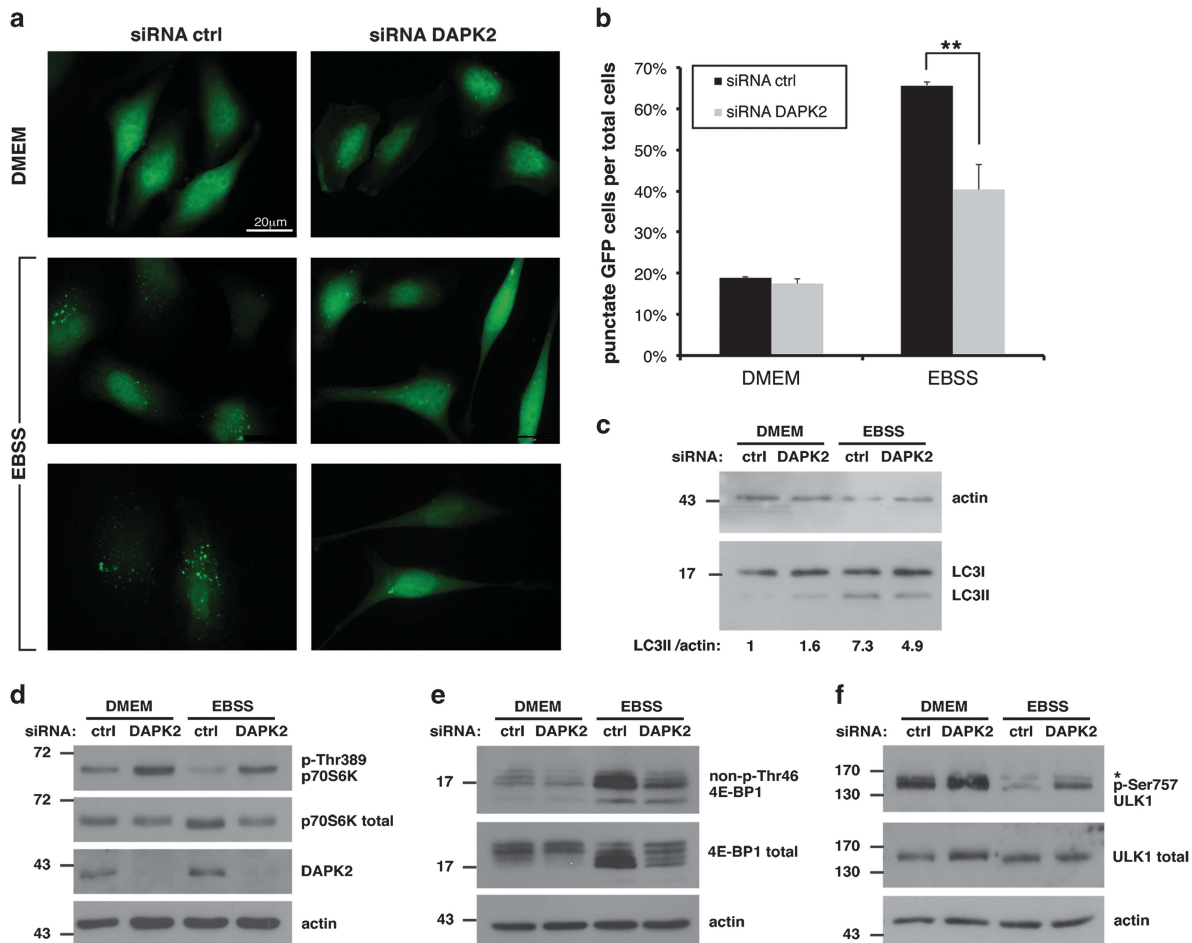 a
siRNA ctrl
siRNA DAPK2
DMEM
20μm
EBSS
b
**
punctate GFP cells per total cells
70%
60%
50%
40%
30%
20%
10%
0%
siRNA ctrl
siRNA DAPK2
DMEM
EBSS
c
DMEM EBSS
siRNA: ctrl DAPK2 ctrl DAPK2
43 actin
17 LC3I
LC3II
LC3II /actin: 1 1.6 7.3 4.9
d
DMEM EBSS
siRNA: ctrl DAPK2 ctrl DAPK2
72 p-Thr389
p70S6K
72
p70S6K total
43
DAPK2
actin
43
e
DMEM EBSS
siRNA: ctrl DAPK2 ctrl DAPK2
17 non-p-Thr46
4E-BP1
4E-BP1 total
17
43 actin
f
DMEM EBSS
siRNA: ctrl DAPK2 ctrl DAPK2
170 *
p-Ser757
130 ULK1
170
ULK1 total
130
actin
43